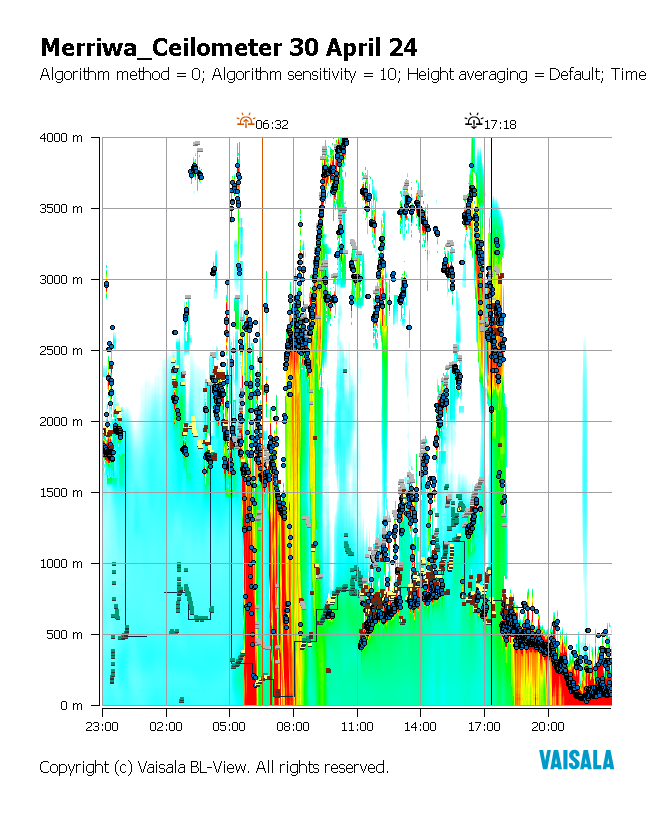 Merriwa_Ceilometer 30 April 24
Algorithm method = 0; Algorithm sensitivity = 10; Height averaging = Default; Time
06:32
17:18
4000 m
3500 m
3000 m
2500 m
2000 m
1500 m
1000 m
500 m
0 m
23:00 02:00 05:00 08:00 11:00 14:00 17:00 20:00
Copyright (c) Vaisala BL-View. All rights reserved.
VAISALA